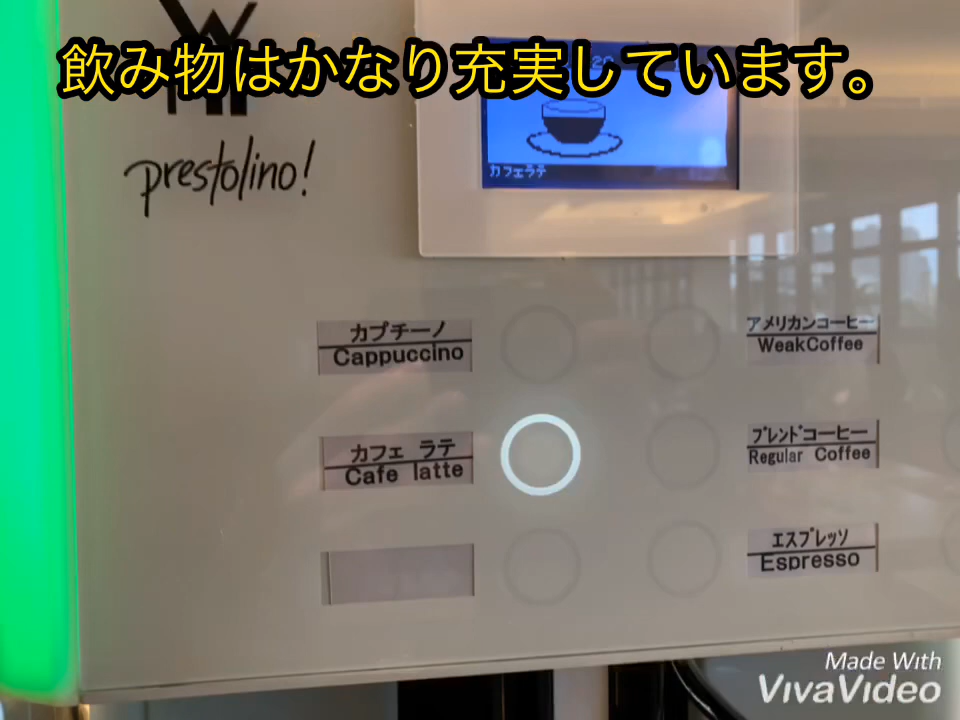 飲み物はかなり充実しています。
WMF
prestolino!
カフェラテ
カプチーノ
Cappuccino
アメリカンコーヒー
WeakCoffee
カフェ ラテ
Cafe latte
ブレンドコーヒー
Regular Coffee
エスプレッソ
Espresso
Made With
VivaVideo